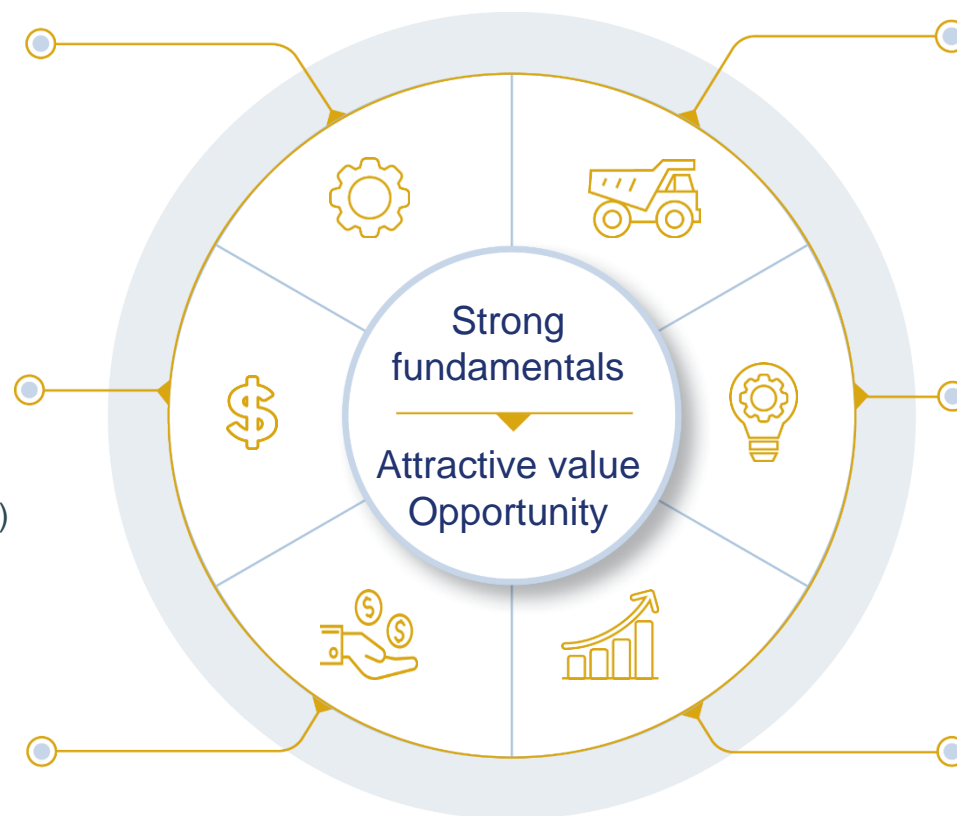 Strong
fundamentals
Attractive value
Opportunity
)
$
$
$